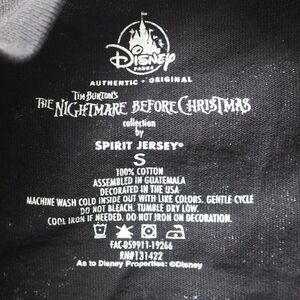 Disney
PARKS
AUTHENTIC • ORIGINAL
TIM BURTON'S
THE NIGHTMARE BEFORE CHRISTMAS
collection
by
SPIRIT JERSEY®
S
100% COTTON
ASSEMBLED IN GUATEMALA
DECORATED IN THE USA
MACHINE WASH COLD INSIDE OUT WITH LIKE COLORS. GENTLE CYCLE
DO NOT BLEACH. TUMBLE DRY LOW
COOL IRON IF NEEDED. DO NOT IRON ON DECORATION.
FAC-059911-19266
RN#131422
As to Disney Properties: ©Disney